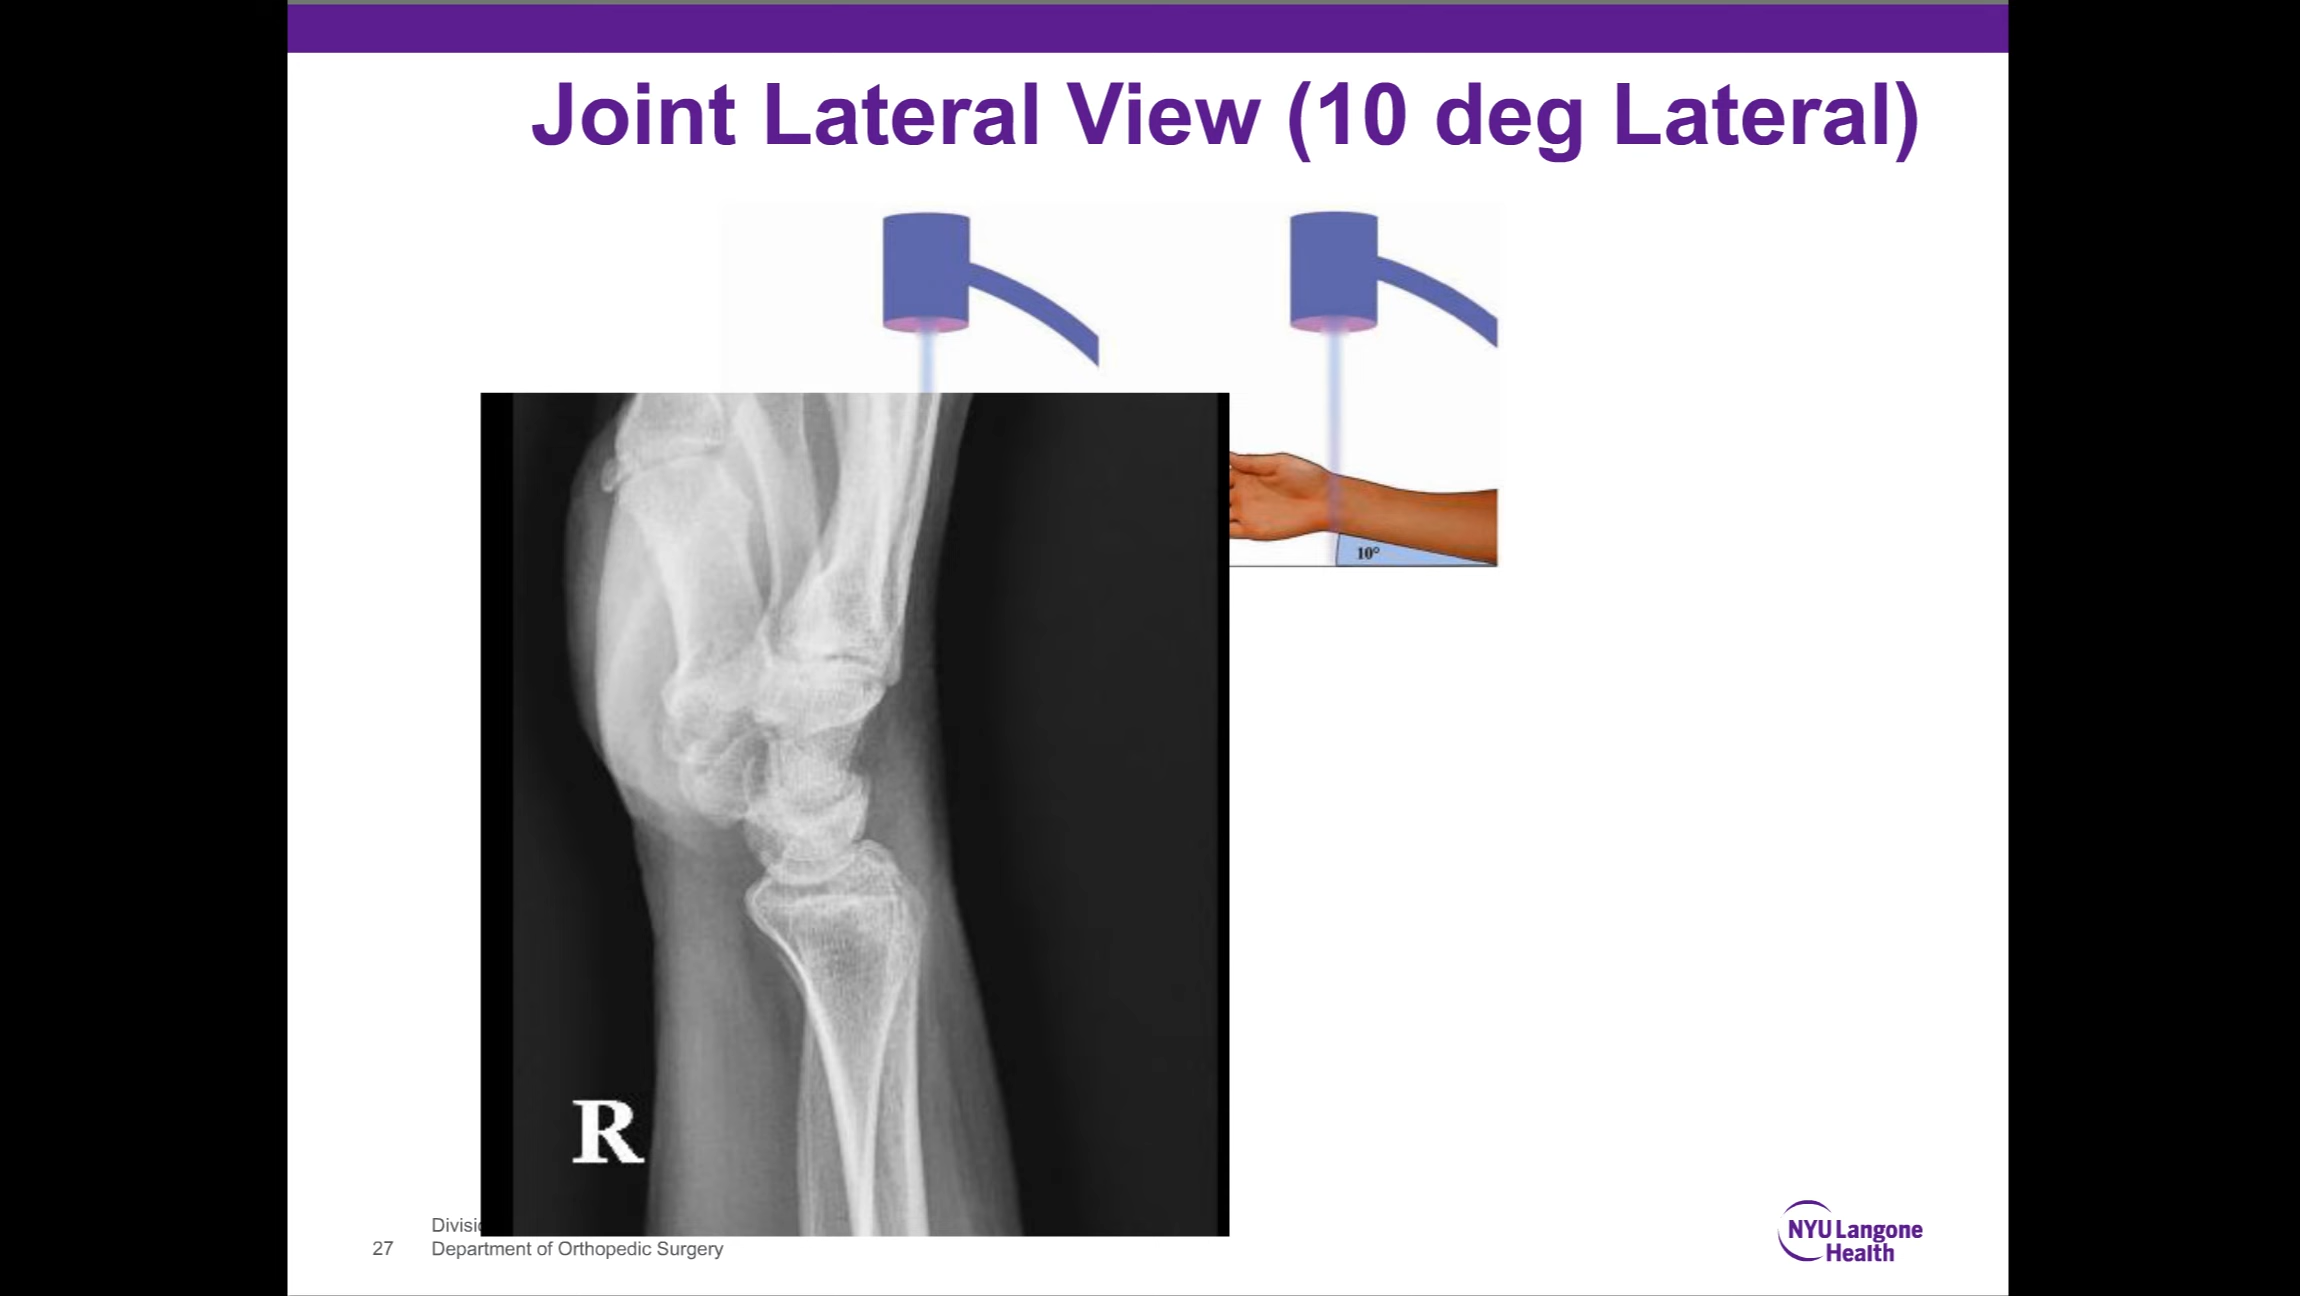 Joint Lateral View (10 deg Lateral)
10°
R
27
Department of Orthopedic Surgery
NYU Langone
Health